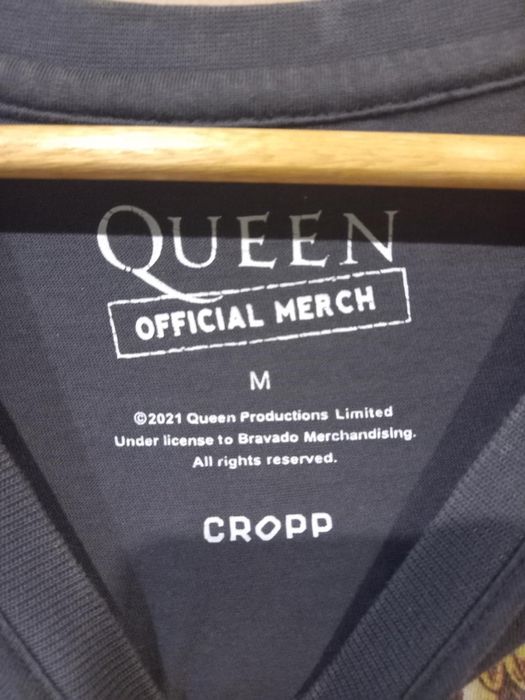 QUEEN
OFFICIAL MERCH
M
©2021 Queen Productions Limited
Under license to Bravado Merchandising.
All rights reserved.
CROPP